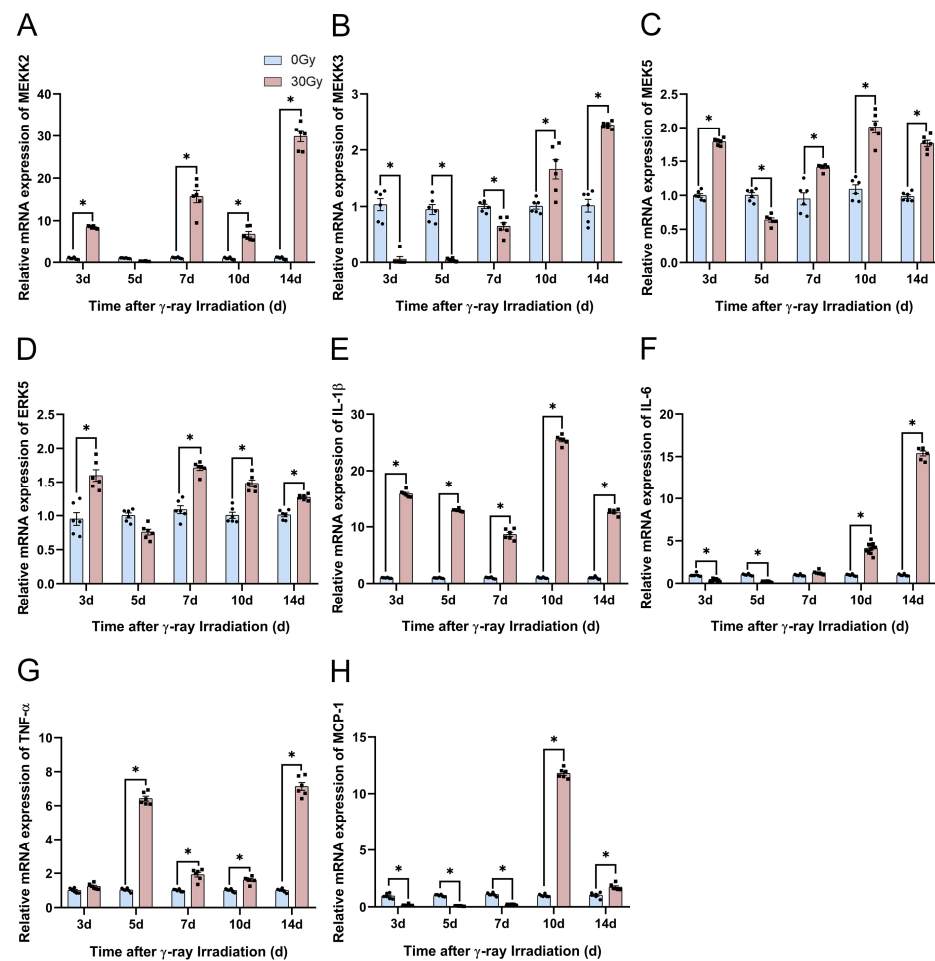 A
B
C
Relative mRNA expression of MEKK2
0Gy
30Gy
40
30
20
10
0
*
*
*
*
3d 5d 7d 10d 14d
Time after γ-ray Irradiation (d)
Relative mRNA expression of MEKK3
3
2
1
0
*
*
*
*
*
3d 5d 7d 10d 14d
Time after γ-ray Irradiation (d)
Relative mRNA expression of MEK5
2.5
2.0
1.5
1.0
0.5
0.0
*
*
*
*
*
3d 5d 7d 10d 14d
Time after γ-ray Irradiation (d)
D
E
F
Relative mRNA expression of ERK5
2.5
2.0
1.5
1.0
0.5
0.0
*
*
*
*
3d 5d 7d 10d 14d
Time after γ-ray Irradiation (d)
Relative mRNA expression of IL-1β
30
20
10
0
*
*
*
*
*
3d 5d 7d 10d 14d
Time after γ-ray Irradiation (d)
Relative mRNA expression of IL-6
20
15
10
5
0
*
*
*
*
3d 5d 7d 10d 14d
Time after γ-ray Irradiation (d)
G
H
Relative mRNA expression of TNF-α
10
8
6
4
2
0
*
*
*
*
3d 5d 7d 10d 14d
Time after γ-ray Irradiation (d)
Relative mRNA expression of MCP-1
15
10
5
0
*
*
*
*
*
3d 5d 7d 10d 14d
Time after γ-ray Irradiation (d)